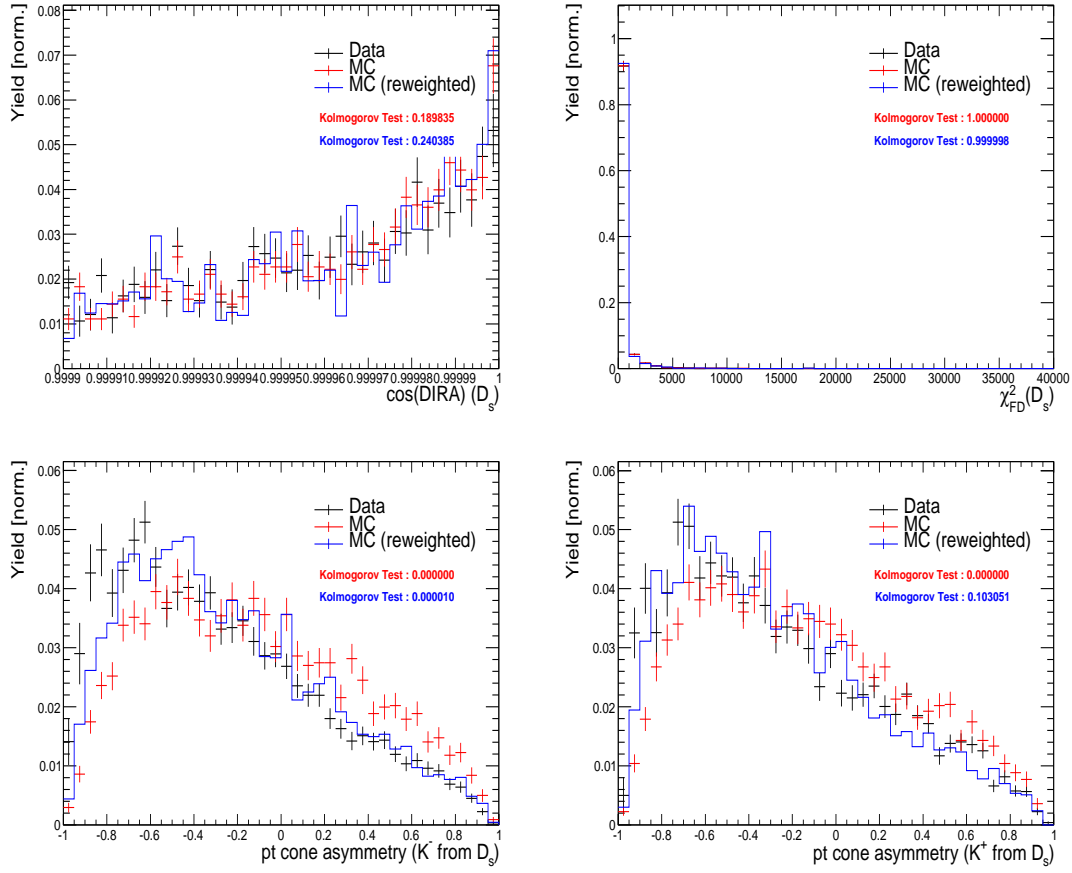 Yield [norm.]
0.08
0.07
0.06
0.05
0.04
0.03
0.02
0.01
0
Data
MC
MC (reweighted)
Kolmogorov Test : 0.189835
Kolmogorov Test : 0.240385
0.9999 0.99991 0.99992 0.99993 0.99994 0.99995 0.99996 0.99997 0.99998 0.99999 1
cos(DIRA) (D_s)
Yield [norm.]
1
0.8
0.6
0.4
0.2
0
Data
MC
MC (reweighted)
Kolmogorov Test : 1.000000
Kolmogorov Test : 0.999998
0 5000 10000 15000 20000 25000 30000 35000 40000
χ²_FD(D_s)
Yield [norm.]
0.06
0.05
0.04
0.03
0.02
0.01
0
Data
MC
MC (reweighted)
Kolmogorov Test : 0.000000
Kolmogorov Test : 0.000010
-1 -0.8 -0.6 -0.4 -0.2 0 0.2 0.4 0.6 0.8 1
pt cone asymmetry (K⁻ from D_s)
Yield [norm.]
0.06
0.05
0.04
0.03
0.02
0.01
0
Data
MC
MC (reweighted)
Kolmogorov Test : 0.000000
Kolmogorov Test : 0.103051
-1 -0.8 -0.6 -0.4 -0.2 0 0.2 0.4 0.6 0.8 1
pt cone asymmetry (K⁺ from D_s)